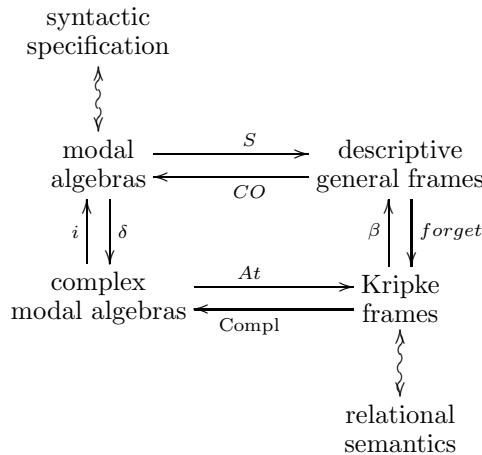 syntactic
specification
S
modal
algebras
descriptive
general frames
CO
i
δ
β
forget
complex
modal algebras
At
Kripke
frames
Compl
relational
semantics